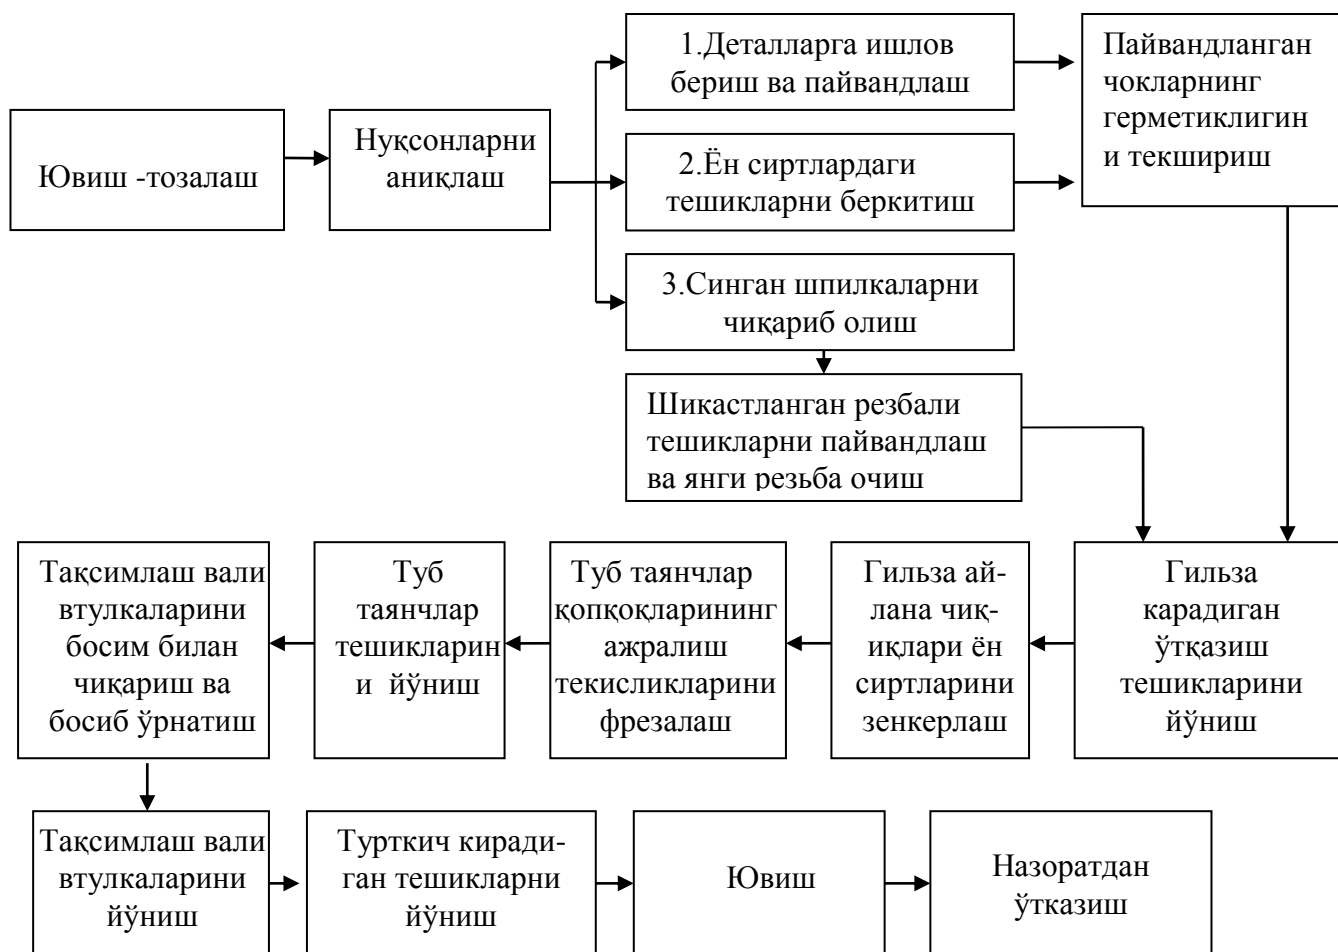 Ювиш -тозалаш
Нуқсонларни
аниқлаш
1.Деталларга ишлов
бериш ва пайвандлаш
2.Ён сиртлардаги
тешикларни беркитиш
3.Синган шпилкаларни
чиқариб олиш
Пайвандланган
чокларнинг
герметиклигин
и текшириш
Шикастланган резбали
тешикларни пайвандлаш
ва янги резьба очиш
Гильза
карадиган
ўтқазиш
тешикларини
йўниш
Гильза ай-
лана чиқ-
иқлари ён
сиртларини
зенкерлаш
Туб таянчлар
қопқоқларининг
ажралиш
текисликларини
фрезалаш
Туб
таянчлар
тешикларин
и йўниш
Тақсимлаш вали
втулкаларини
босим билан
чиқариш ва
босиб ўрнатиш
Тақсимлаш вали
втулкаларини
йўниш
Турткич киради-
ган тешикларни
йўниш
Ювиш
Назоратдан
ўтказиш